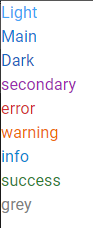 Light
Main
Dark
secondary
error
warning
info
success
grey